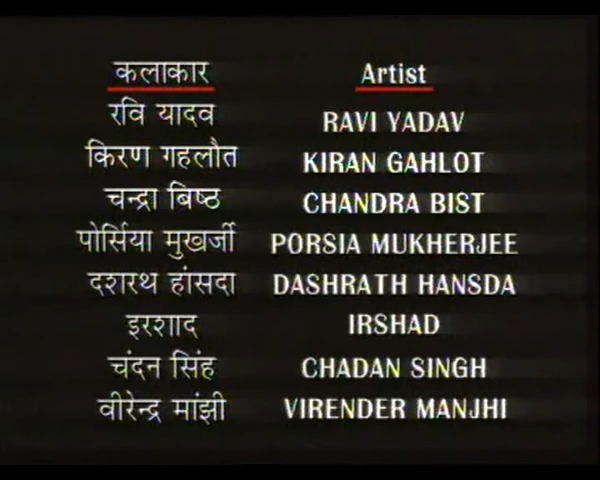 कलाकार Artist
रवि यादव RAVI YADAV
किरण गहलौत KIRAN GAHLOT
चन्द्रा बिष्ठ CHANDRA BIST
पोर्सिया मुखर्जी PORSIA MUKHERJEE
दशरथ हांसदा DASHRATH HANSDA
इरशाद IRSHAD
चंदन सिंह CHADAN SINGH
वीरेन्द्र मांझी VIRENDER MANJHI